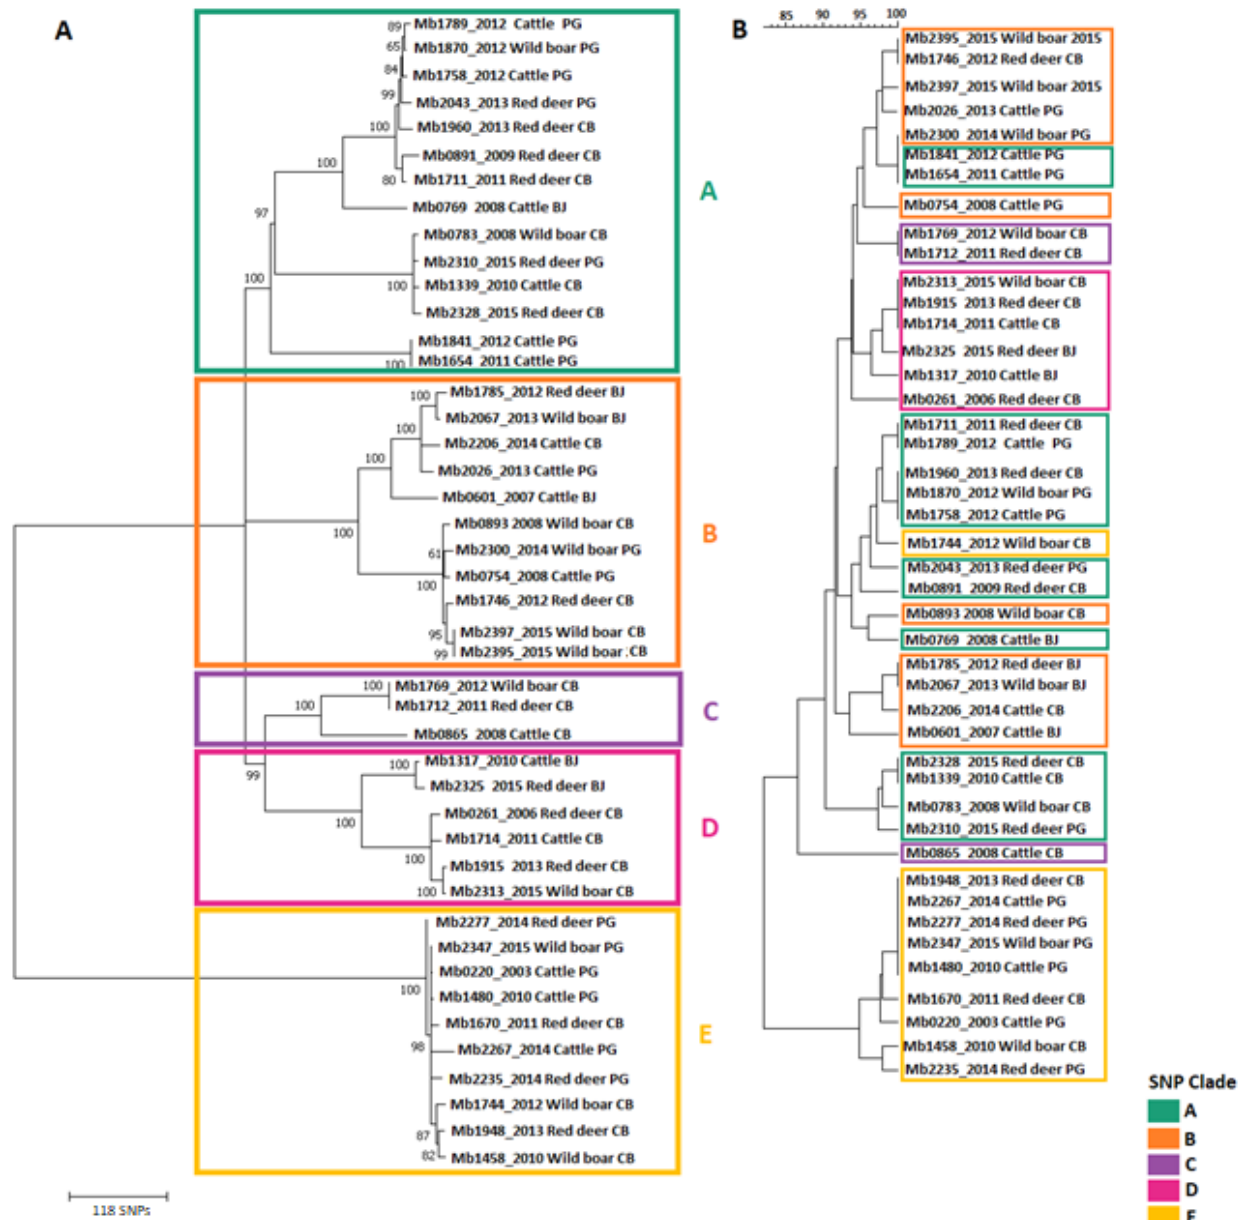 A
Mb1789_2012 Cattle PG
Mb1870_2012 Wild boar PG
Mb1758_2012 Cattle PG
Mb2043_2013 Red deer PG
Mb1960_2013 Red deer CB
Mb0891_2009 Red deer CB
Mb1711_2011 Red deer CB
Mb0769 2008 Cattle BJ
Mb0783_2008 Wild boar CB
Mb2310_2015 Red deer PG
Mb1339_2010 Cattle CB
Mb2328_2015 Red deer CB
Mb1841_2012 Cattle PG
Mb1654 2011 Cattle PG
89
65
84
99
100
100
80
97
100
100
100
A
Mb1785_2012 Red deer BJ
Mb2067_2013 Wild boar BJ
Mb2206_2014 Cattle CB
Mb2026_2013 Cattle PG
Mb0601_2007 Cattle BJ
Mb0893 2008 Wild boar CB
Mb2300_2014 Wild boar PG
Mb0754_2008 Cattle PG
Mb1746_2012 Red deer CB
Mb2397_2015 Wild boar CB
Mb2395_2015 Wild boar :CB
100
100
100
100
61
100
95
99
B
Mb1769_2012 Wild boar CB
Mb1712_2011 Red deer CB
Mb0865 2008 Cattle CB
100
100
C
Mb1317_2010 Cattle BJ
Mb2325 2015 Red deer BJ
Mb0261_2006 Red deer CB
Mb1714_2011 Cattle CB
Mb1915 2013 Red deer CB
Mb2313_2015 Wild boar CB
99
100
100
100
100
D
Mb2277_2014 Red deer PG
Mb2347_2015 Wild boar PG
Mb0220_2003 Cattle PG
Mb1480_2010 Cattle PG
Mb1670_2011 Red deer CB
Mb2267_2014 Cattle PG
Mb2235_2014 Red deer PG
Mb1744_2012 Wild boar CB
Mb1948_2013 Red deer CB
Mb1458_2010 Wild boar CB
100
98
87
82
E
118 SNPs
B
85 90 95 100
Mb2395_2015 Wild boar 2015
Mb1746_2012 Red deer CB
Mb2397_2015 Wild boar 2015
Mb2026_2013 Cattle PG
Mb2300_2014 Wild boar PG
Mb1841_2012 Cattle PG
Mb1654_2011 Cattle PG
Mb0754_2008 Cattle PG
Mb1769_2012 Wild boar CB
Mb1712_2011 Red deer CB
Mb2313_2015 Wild boar CB
Mb1915 2013 Red deer CB
Mb1714_2011 Cattle CB
Mb2325 2015 Red deer BJ
Mb1317_2010 Cattle BJ
Mb0261_2006 Red deer CB
Mb1711_2011 Red deer CB
Mb1789_2012 Cattle PG
Mb1960_2013 Red deer CB
Mb1870_2012 Wild boar PG
Mb1758_2012 Cattle PG
Mb1744_2012 Wild boar CB
Mb2043_2013 Red deer PG
Mb0891 2009 Red deer CB
Mb0893 2008 Wild boar CB
Mb0769 2008 Cattle BJ
Mb1785_2012 Red deer BJ
Mb2067_2013 Wild boar BJ
Mb2206_2014 Cattle CB
Mb0601_2007 Cattle BJ
Mb2328 2015 Red deer CB
Mb1339_2010 Cattle CB
Mb0783_2008 Wild boar CB
Mb2310_2015 Red deer PG
Mb0865 2008 Cattle CB
Mb1948_2013 Red deer CB
Mb2267_2014 Cattle PG
Mb2277_2014 Red deer PG
Mb2347_2015 Wild boar PG
Mb1480_2010 Cattle PG
Mb1670_2011 Red deer CB
Mb0220_2003 Cattle PG
Mb1458_2010 Wild boar CB
Mb2235_2014 Red deer PG
SNP Clade
A
B
C
D
E